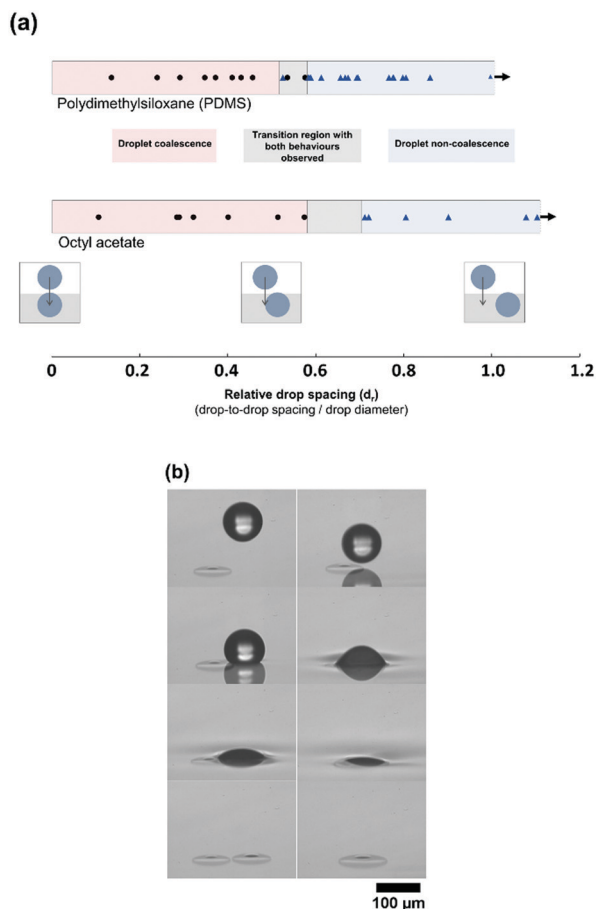 (a)
Polydimethylsiloxane (PDMS)
Droplet coalescence
Transition region with
both behaviours
observed
Droplet non-coalescence
Octyl acetate
0 0.2 0.4 0.6 0.8 1.0 1.2
Relative drop spacing (dr)
(drop-to-drop spacing / drop diameter)
(b)
100 µm